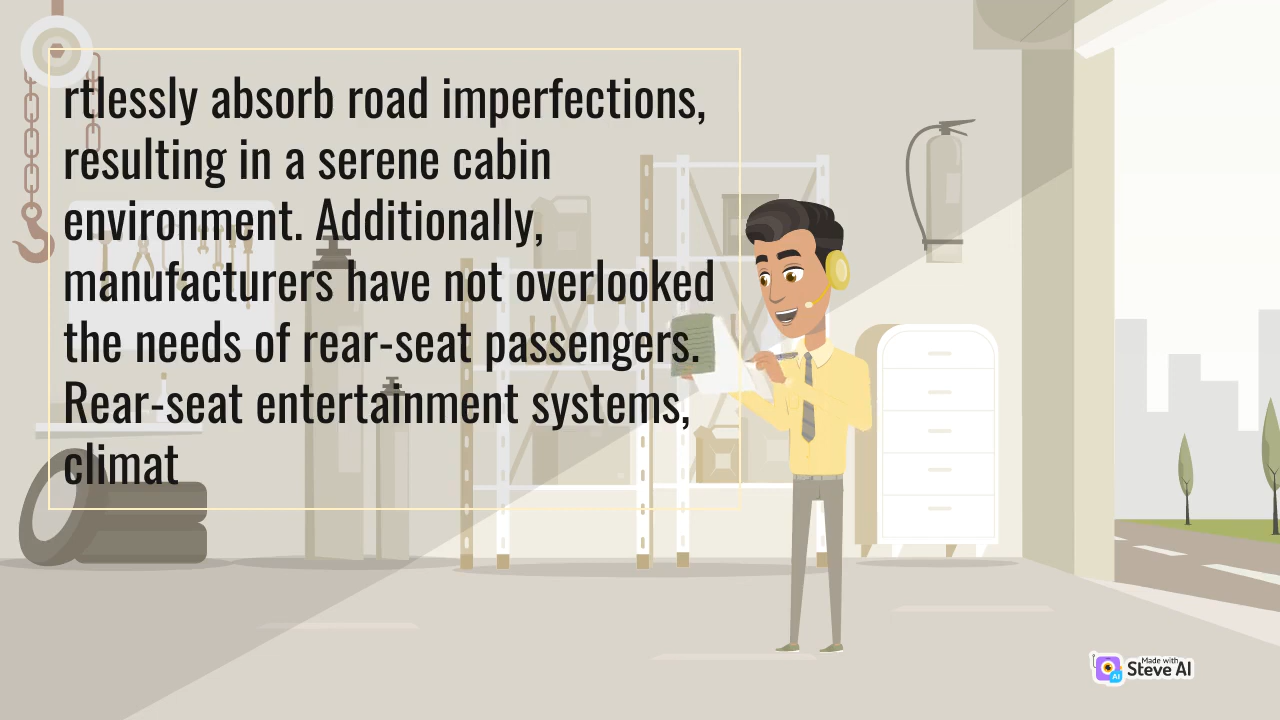 rtlessly absorb road imperfections,
resulting in a serene cabin
environment. Additionally,
manufacturers have not overlooked
the needs of rear-seat passengers.
Rear-seat entertainment systems,
climat
Made with
Steve AI
AI